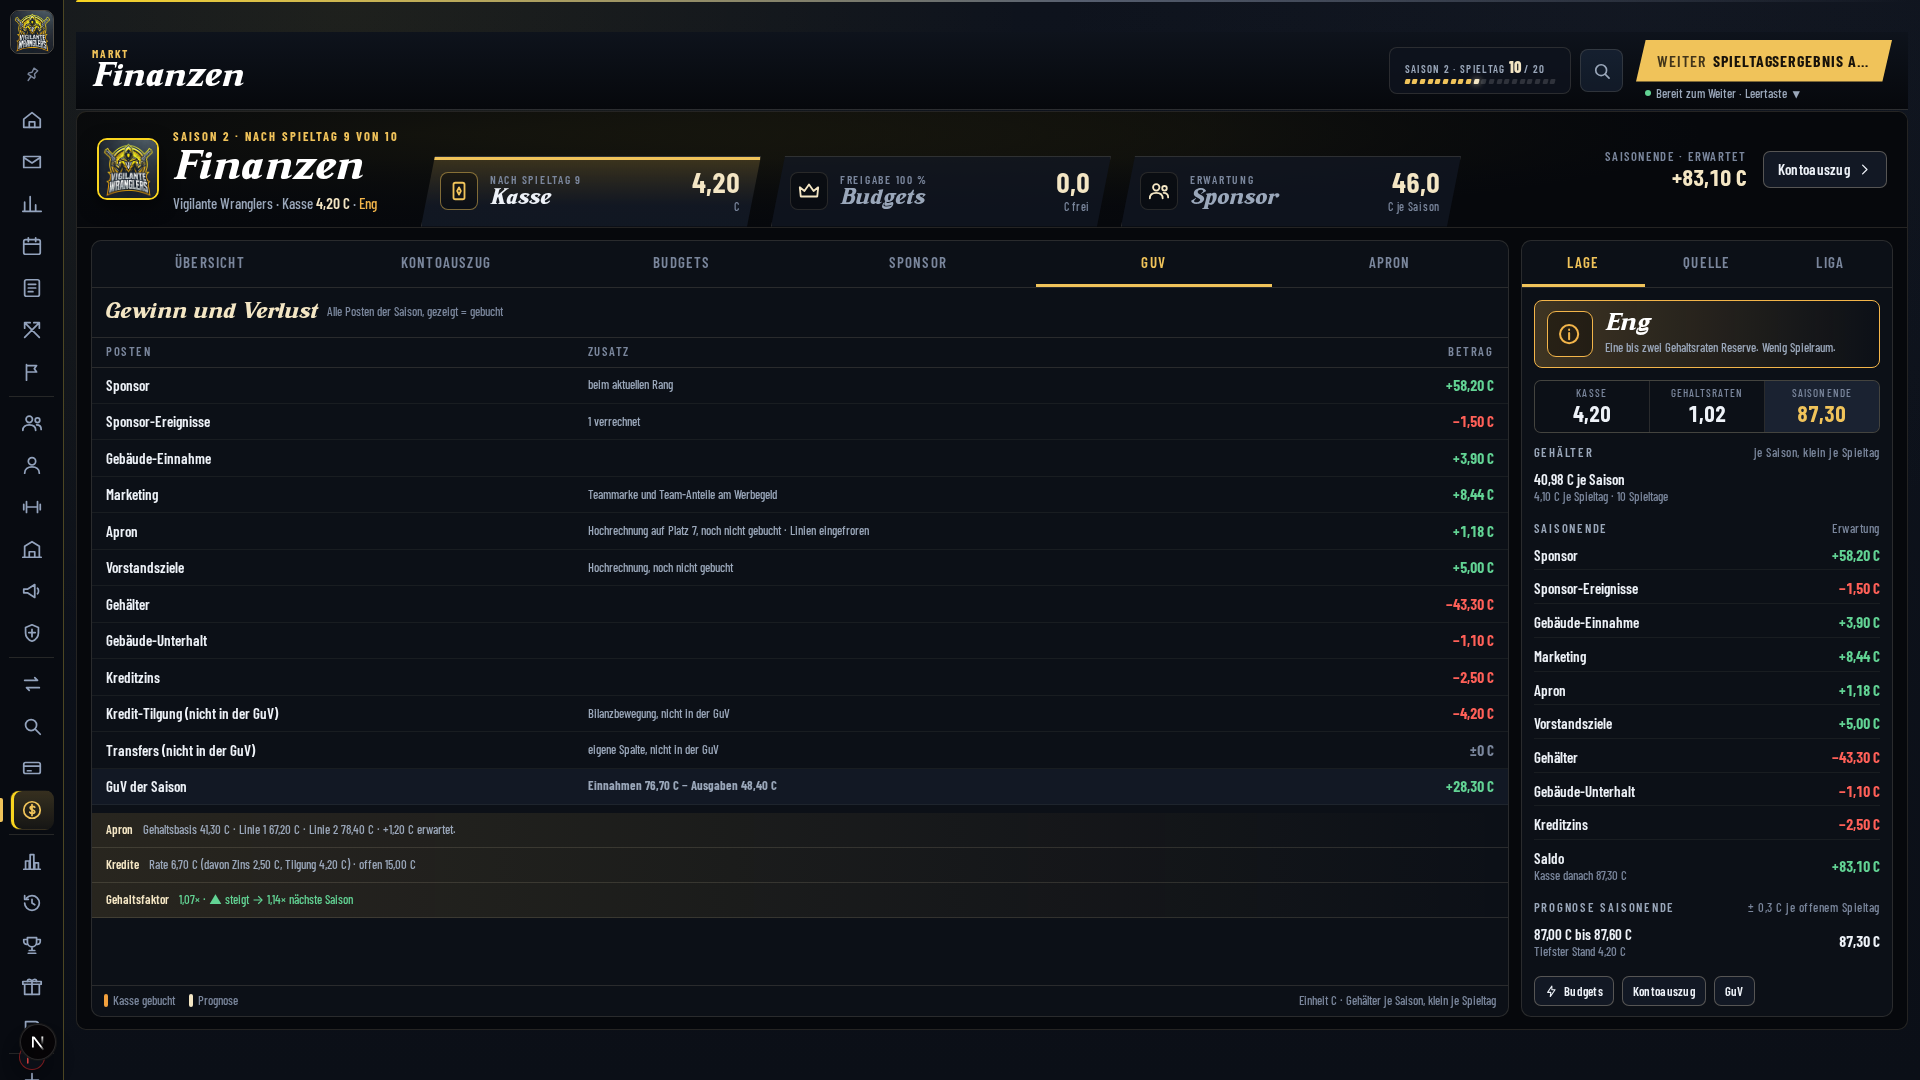 MARKT
Finanzen
SAISON 2 · SPIELTAG 10 / 20
WEITER SPIELTAGSERGEBNIS A…
Bereit zum Weiter · Leertaste ▼
VIGILANTE WRANGLERS
SAISON 2 · NACH SPIELTAG 9 VON 10
Finanzen
Vigilante Wranglers · Kasse 4,20 C · Eng
NACH SPIELTAG 9
Kasse
4,20
C
FREIGABE 100 %
Budgets
0,0
C frei
ERWARTUNG
Sponsor
46,0
C je Saison
SAISONENDE · ERWARTET
+83,10 C
Kontoauszug
ÜBERSICHT KONTOAUSZUG BUDGETS SPONSOR GUV APRON
Gewinn und Verlust Alle Posten der Saison, gezeigt = gebucht
POSTEN ZUSATZ BETRAG
Sponsor beim aktuellen Rang +58,20 C
Sponsor-Ereignisse 1 verrechnet −1,50 C
Gebäude-Einnahme +3,90 C
Marketing Teammarke und Team-Anteile am Werbegeld +8,44 C
Apron Hochrechnung auf Platz 7, noch nicht gebucht · Linien eingefroren +1,18 C
Vorstandsziele Hochrechnung, noch nicht gebucht +5,00 C
Gehälter −43,30 C
Gebäude-Unterhalt −1,10 C
Kreditzins −2,50 C
Kredit-Tilgung (nicht in der GuV) Bilanzbewegung, nicht in der GuV −4,20 C
Transfers (nicht in der GuV) eigene Spalte, nicht in der GuV ±0 C
GuV der Saison Einnahmen 76,70 C − Ausgaben 48,40 C +28,30 C
Apron Gehaltsbasis 41,30 C · Linie 1 67,20 C · Linie 2 78,40 C · +1,20 C erwartet.
Kredite Rate 6,70 C (davon Zins 2,50 C, Tilgung 4,20 C) · offen 15,00 C
Gehaltsfaktor 1,07× · ▲ steigt → 1,14× nächste Saison
Kasse gebucht Prognose
Einheit C · Gehälter je Saison, klein je Spieltag
LAGE QUELLE LIGA
Eng
Eine bis zwei Gehaltsraten Reserve. Wenig Spielraum.
KASSE GEHALTSRATEN SAISONENDE
4,20 1,02 87,30
GEHÄLTER je Saison, klein je Spieltag
40,98 C je Saison
4,10 C je Spieltag · 10 Spieltage
SAISONENDE Erwartung
Sponsor +58,20 C
Sponsor-Ereignisse −1,50 C
Gebäude-Einnahme +3,90 C
Marketing +8,44 C
Apron +1,18 C
Vorstandsziele +5,00 C
Gehälter −43,30 C
Gebäude-Unterhalt −1,10 C
Kreditzins −2,50 C
Saldo +83,10 C
Kasse danach 87,30 C
PROGNOSE SAISONENDE ± 0,3 C je offenem Spieltag
87,00 C bis 87,60 C 87,30 C
Tiefster Stand 4,20 C
Budgets Kontoauszug GuV
N